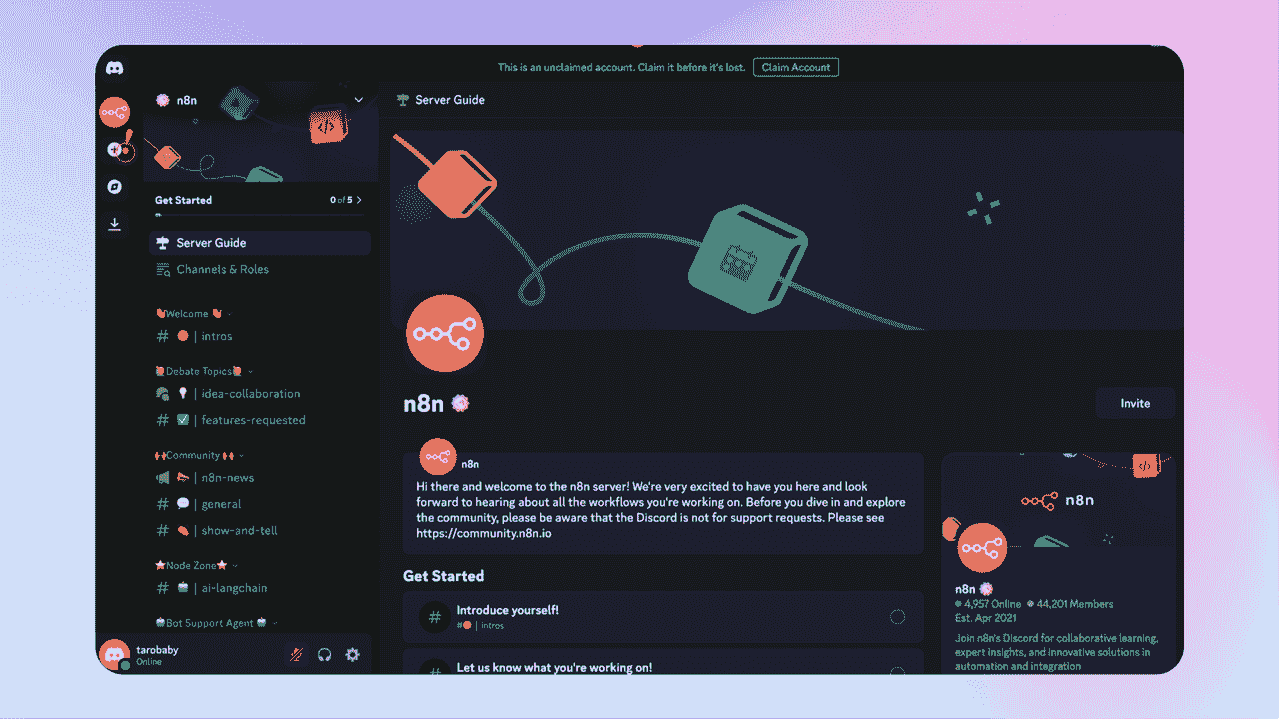 This is an unclaimed account. Claim it before it's lost.
Claim Account
n8n
Get Started
0 of 5
Server Guide
Channels & Roles
Welcome
# | intros
Debate Topics
| idea-collaboration
# | features-requested
Community
| n8n-news
# | general
# | show-and-tell
Node Zone
# | ai-langchain
Bot Support Agent
tarobaby
Online
Server Guide
n8n
Invite
n8n
Hi there and welcome to the n8n server! We're very excited to have you here and look
forward to hearing about all the workflows you're working on. Before you dive in and explore
the community, please be aware that the Discord is not for support requests. Please see
https://community.n8n.io
Get Started
# Introduce yourself!
# | intros
# Let us know what you're working on!
n8n
n8n
4,957 Online 44,201 Members
Est. Apr 2021
Join n8n's Discord for collaborative learning,
expert insights, and innovative solutions in
automation and integration